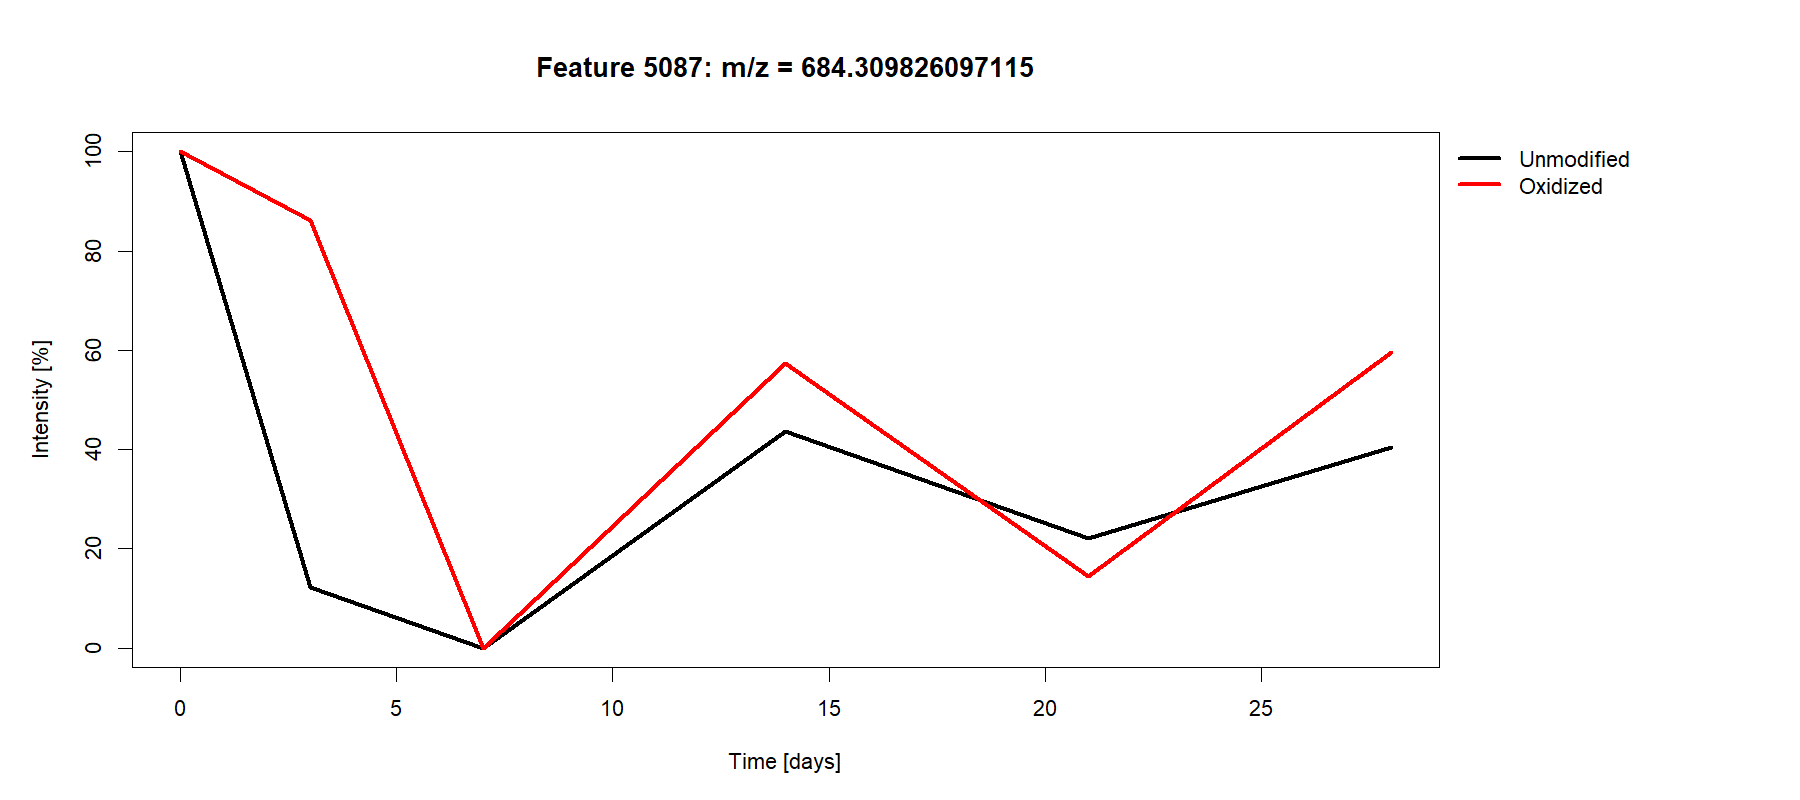 Feature 5087: m/z = 684.309826097115
Unmodified
Oxidized
Intensity [%]
100
80
60
40
20
0
0 5 10 15 20 25
Time [days]